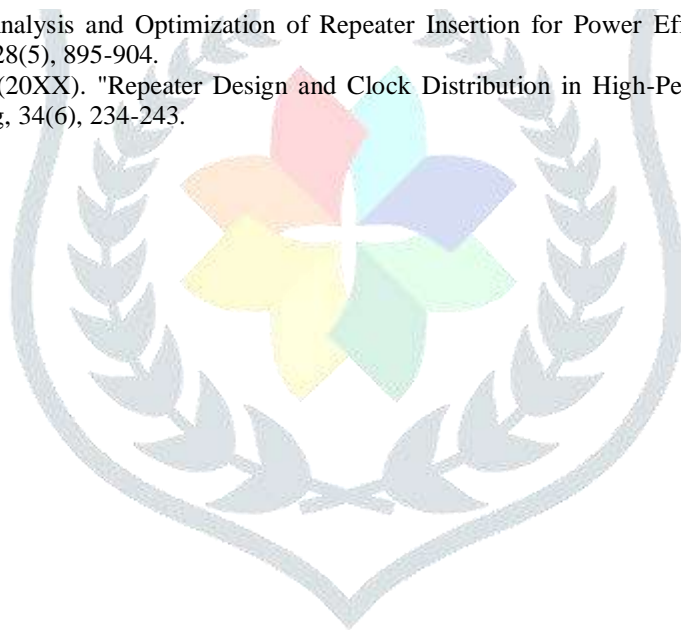 nalysis and Optimization of Repeater Insertion for Power Eff
28(5), 895-904.
(20XX). "Repeater Design and Clock Distribution in High-Pe
g, 34(6), 234-243.